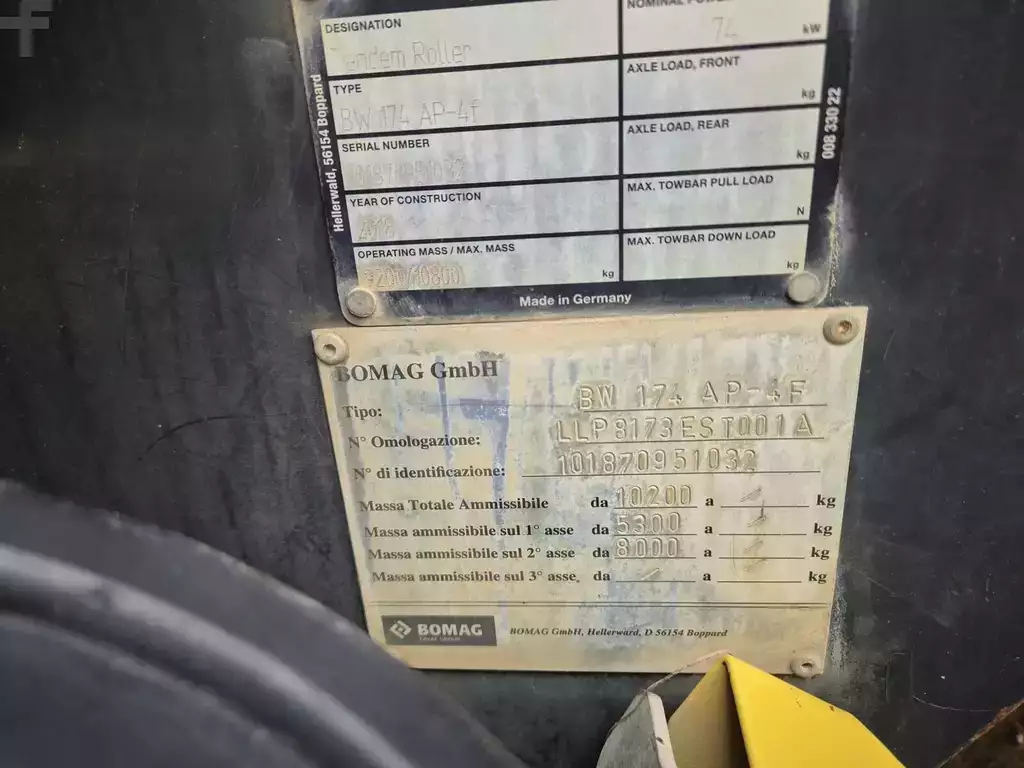 DESIGNATION
Tandem Roller
TYPE
BW 174 AP-4f
SERIAL NUMBER
YEAR OF CONSTRUCTION
OPERATING MASS / MAX. MASS
kg
NOMINAL
74 kW
AXLE LOAD, FRONT
kg
AXLE LOAD, REAR
kg
MAX. TOWBAR PULL LOAD
N
MAX. TOWBAR DOWN LOAD
kg
Hellerwald, 56154 Boppard
008 330 22
Made in Germany
BOMAG GmbH
Tipo: BW 174 AP-4F
N° Omologazione: LLP8173EST001A
N° di identificazione: 101870951032
Massa Totale Ammissibile da 10200 a / kg
Massa ammissibile sul 1° asse da 5300 a / kg
Massa ammissibile sul 2° asse da 8000 a / kg
Massa ammissibile sul 3° asse, da / a kg
BOMAG
FAYAT GROUP
BOMAG GmbH, Hellerward, D 56154 Boppard